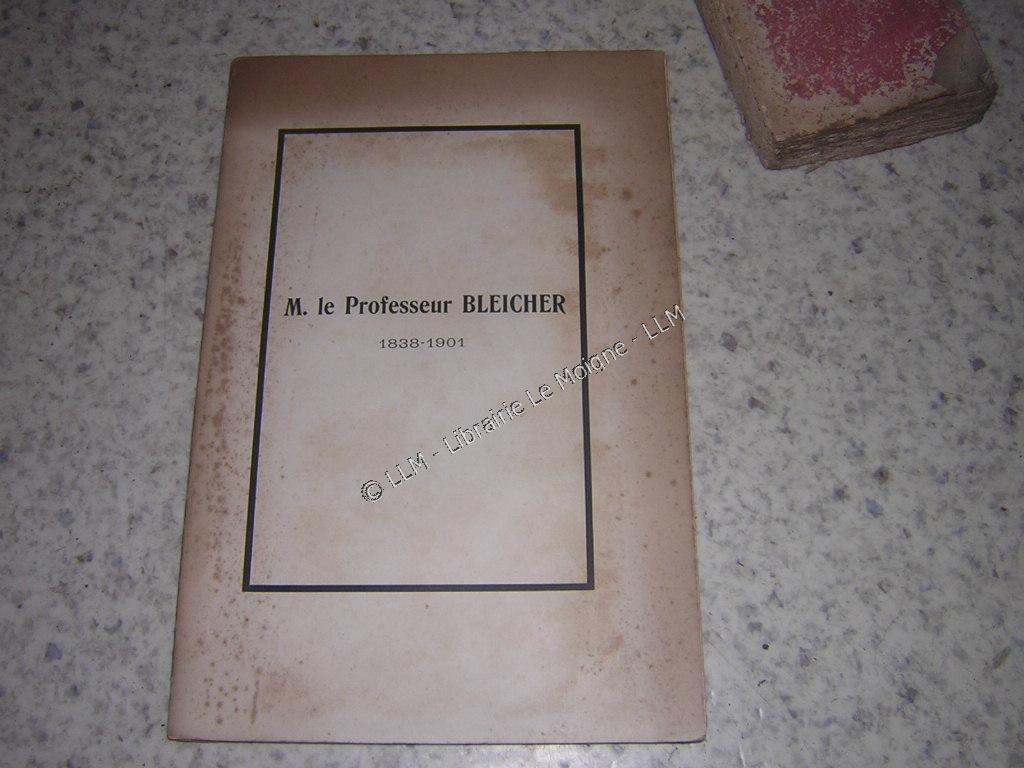 M. le Professeur BLEICHER
1838-1901
© LLM - Librairie Le Moigne - LLM